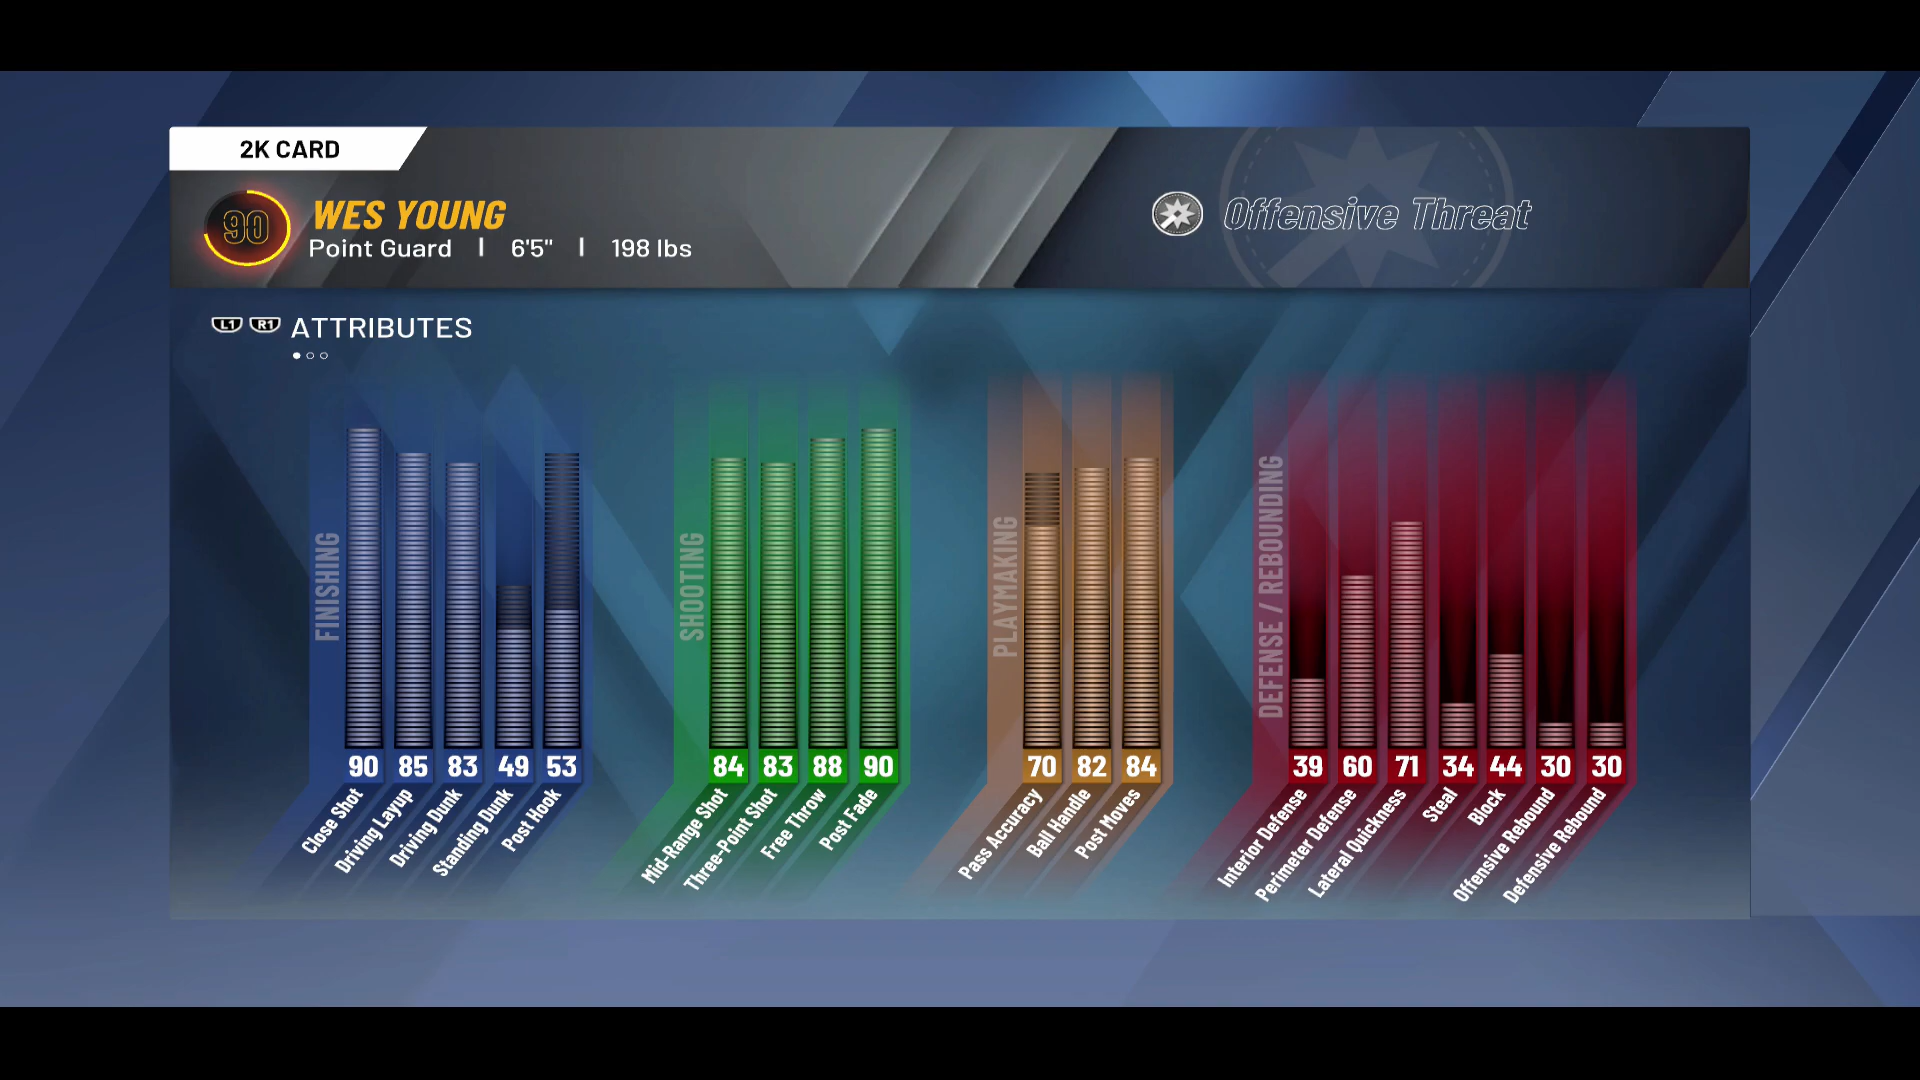 2K CARD
90
WES YOUNG
Point Guard | 6'5" | 198 lbs
Offensive Threat
L1 R1 ATTRIBUTES
FINISHING
90 85 83 49 53
Close Shot
Driving Layup
Driving Dunk
Standing Dunk
Post Hook
SHOOTING
84 83 88 90
Mid-Range Shot
Three-Point Shot
Free Throw
Post Fade
PLAYMAKING
70 82 84
Pass Accuracy
Ball Handle
Post Moves
DEFENSE / REBOUNDING
39 60 71 34 44 30 30
Interior Defense
Perimeter Defense
Lateral Quickness
Steal
Block
Offensive Rebound
Defensive Rebound